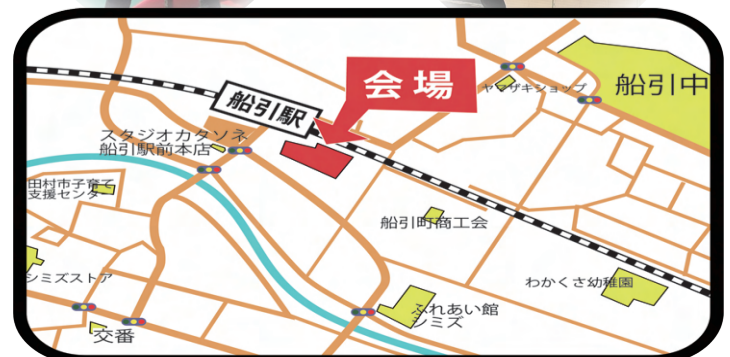 会場
船引中
ヤマザキショップ
船引駅
スタジオカタソネ
船引駅前本店
田村市子育て
支援センター
船引町商工会
シミズストア
わかくさ幼稚園
ふれあい館
シミズ
交番